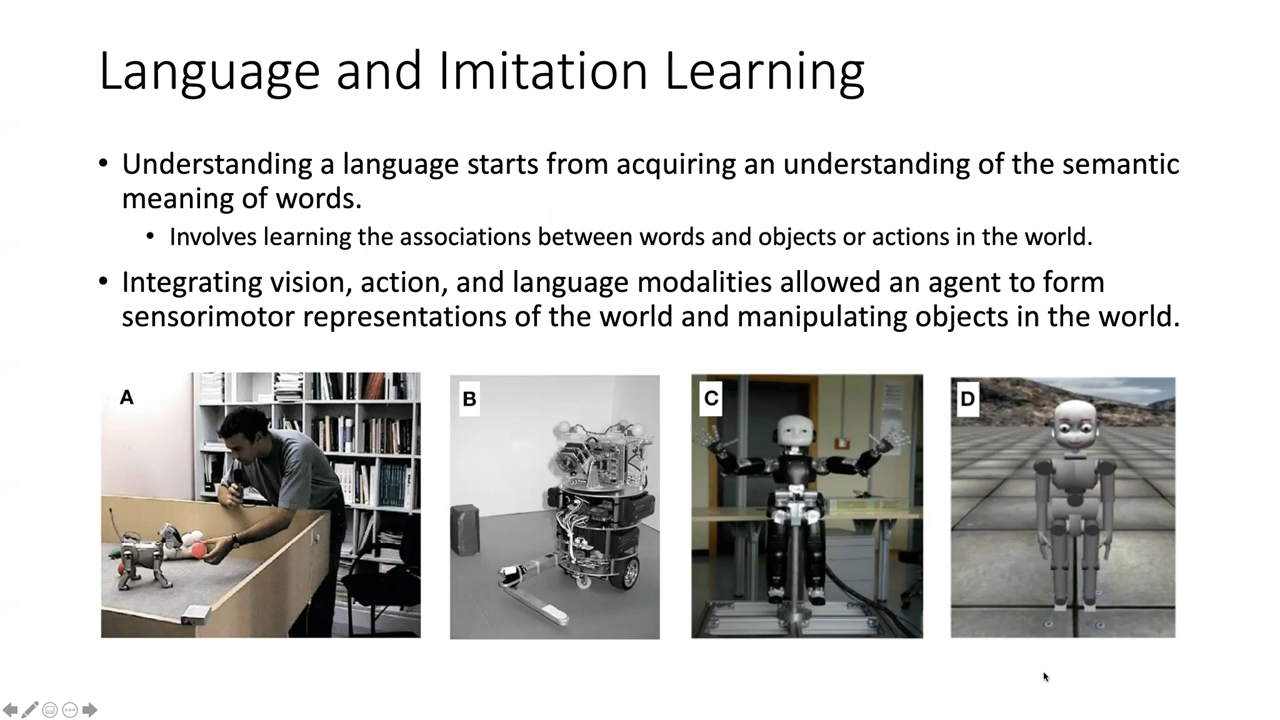 Language and Imitation Learning
• Understanding a language starts from acquiring an understanding of the semantic
meaning of words.
• Involves learning the associations between words and objects or actions in the world.
• Integrating vision, action, and language modalities allowed an agent to form
sensorimotor representations of the world and manipulating objects in the world.
A
B
C
D